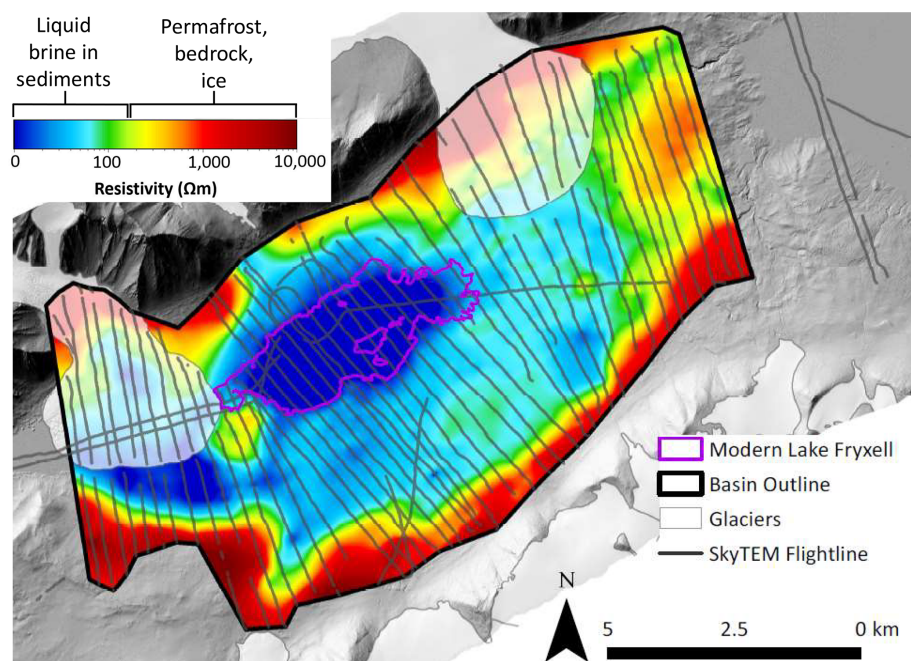 Liquid
brine in
sediments
Permafrost,
bedrock,
ice
0 100 1,000 10,000
Resistivity (Ωm)
Modern Lake Fryxell
Basin Outline
Glaciers
SkyTEM Flightline
N
5 2.5 0 km